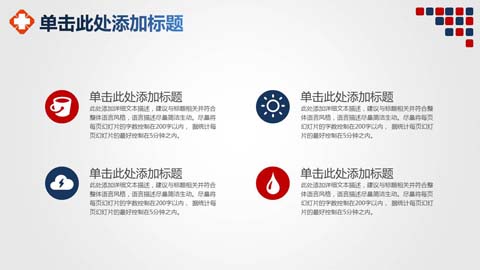 单击此处添加标题
单击此处添加标题
此处添加详细文本描述，建议与标题相关并符合整
体语言风格，语言描述尽量简洁生动。尽量将
每页幻灯片的字数控制在200字以内，据统计每
页幻灯片的最好控制在5分钟之内。
单击此处添加标题
此处添加详细文本描述，建议与标题相关并符合整
体语言风格，语言描述尽量简洁生动。尽量将
每页幻灯片的字数控制在200字以内，据统计每
页幻灯片的最好控制在5分钟之内。
单击此处添加标题
此处添加详细文本描述，建议与标题相关并符合整
体语言风格，语言描述尽量简洁生动。尽量将
每页幻灯片的字数控制在200字以内，据统计每
页幻灯片的最好控制在5分钟之内。
单击此处添加标题
此处添加详细文本描述，建议与标题相关并符合整
体语言风格，语言描述尽量简洁生动。尽量将
每页幻灯片的字数控制在200字以内，据统计每
页幻灯片的最好控制在5分钟之内。